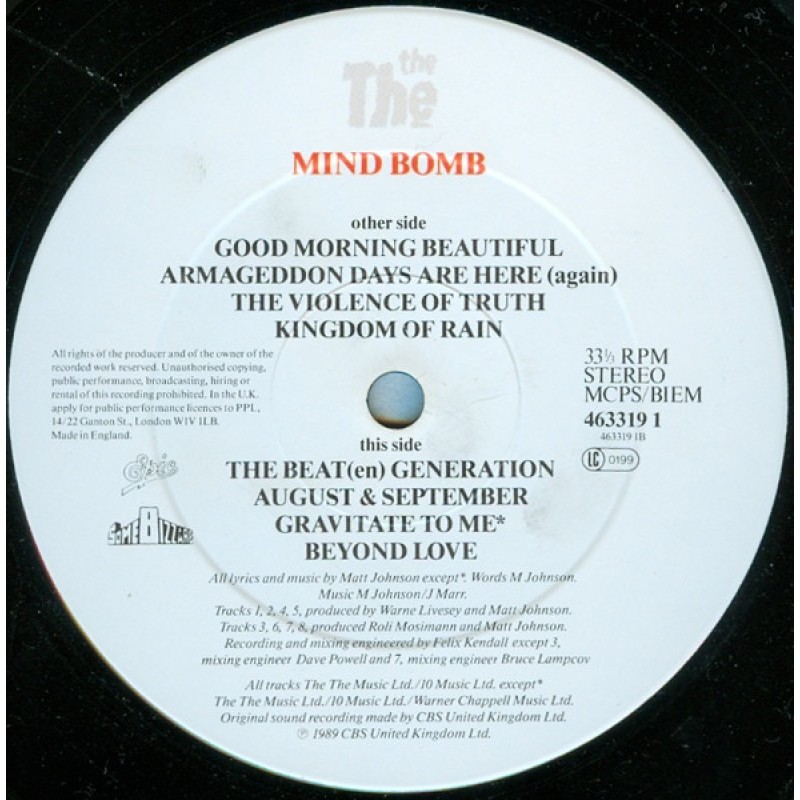 the
The
MIND BOMB
other side
GOOD MORNING BEAUTIFUL
ARMAGEDDON DAYS ARE HERE (again)
THE VIOLENCE OF TRUTH
KINGDOM OF RAIN
All rights of the producer and of the owner of the
recorded work reserved. Unauthorised copying,
public performance, broadcasting, hiring or
rental of this recording prohibited. In the U.K.
apply for public performance licences to PPL,
14/22 Ganton St., London W1V 1LB.
Made in England.
33⅓ RPM
STEREO
MCPS/BIEM
463319 1
463319 1B
LC 0199
Epic
SOME BIZZARE
this side
THE BEAT(en) GENERATION
AUGUST & SEPTEMBER
GRAVITATE TO ME*
BEYOND LOVE
All lyrics and music by Matt Johnson except*. Words M Johnson.
Music M Johnson/J Marr.
Tracks 1, 2, 4, 5, produced by Warne Livesey and Matt Johnson.
Tracks 3, 6, 7, 8, produced Roli Mosimann and Matt Johnson.
Recording and mixing engineered by Felix Kendall except 3,
mixing engineer Dave Powell and 7, mixing engineer Bruce Lampcov
All tracks The The Music Ltd./10 Music Ltd. except*
The The Music Ltd./10 Music Ltd./Warner Chappell Music Ltd.
Original sound recording made by CBS United Kingdom Ltd.
℗ 1989 CBS United Kingdom Ltd.